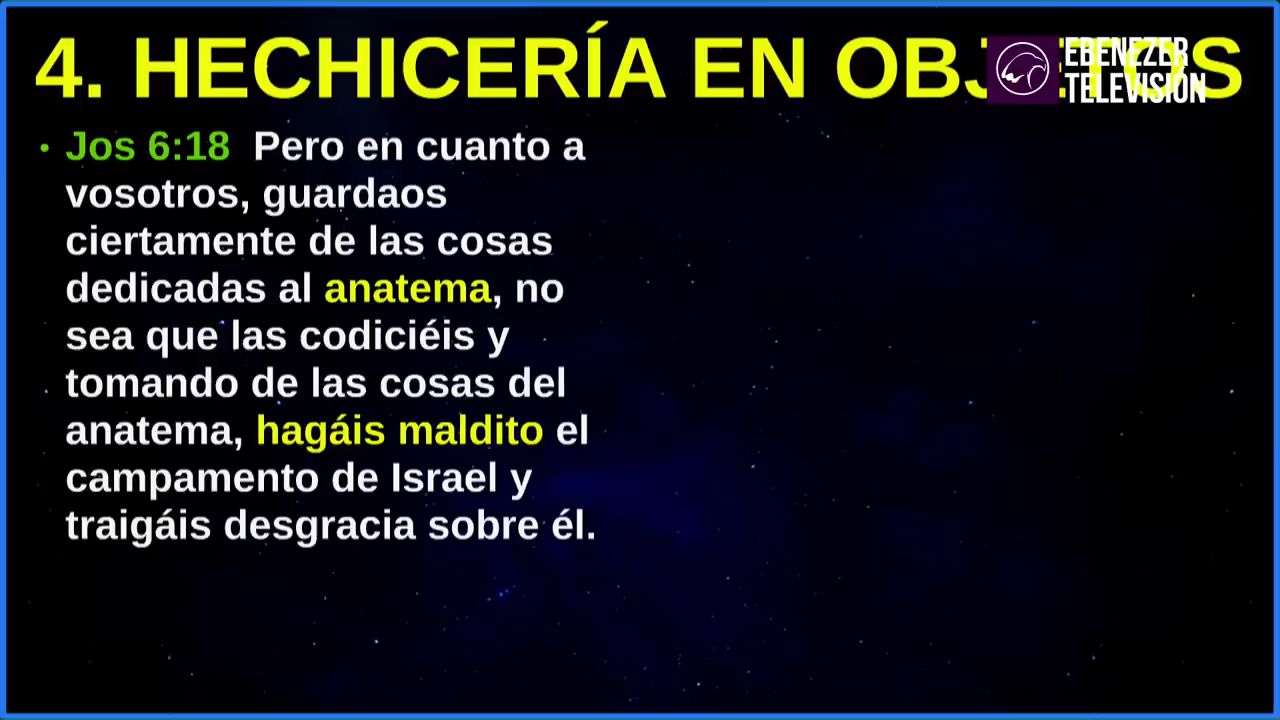 4. HECHICERÍA EN OBJETOS
EBENEZER
TELEVISIÓN
• Jos 6:18 Pero en cuanto a
vosotros, guardaos
ciertamente de las cosas
dedicadas al anatema, no
sea que las codiciéis y
tomando de las cosas del
anatema, hagáis maldito el
campamento de Israel y
traigáis desgracia sobre él.